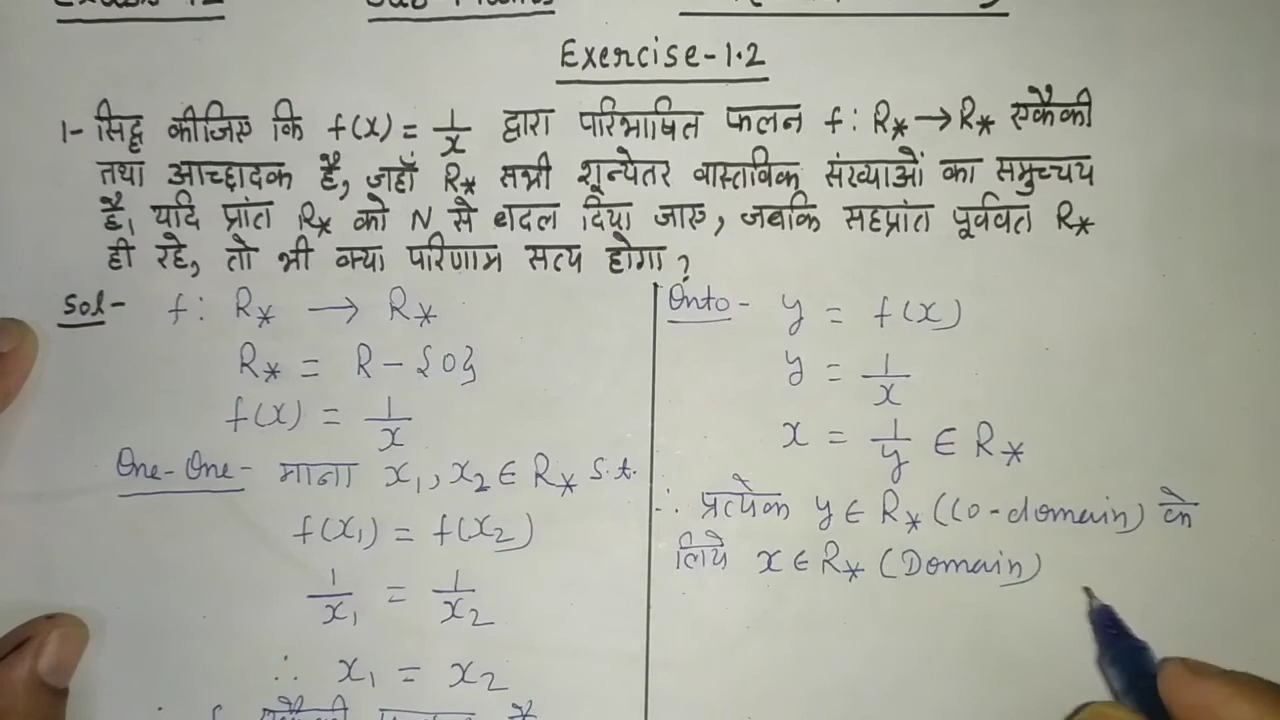 Exercise-1.2
1- सिद्ध कीजिए कि f(x) = 1/x द्वारा परिभाषित फलन f: R* → R* एकैकी
तथा आच्छादक है, जहाँ R* सभी शून्येतर वास्तविक संख्याओं का समुच्चय
है। यदि प्रांत R* को N से बदल दिया जाए, जबकि सहप्रांत पूर्ववत R*
ही रहे, तो भी क्या परिणाम सत्य होगा?
Sol- f: R* → R*
R* = R - {0}
f(x) = 1/x
One-One- माना x₁, x₂ ∈ R* s.t.
f(x₁) = f(x₂)
1/x₁ = 1/x₂
∴ x₁ = x₂
Onto- y = f(x)
y = 1/x
x = 1/y ∈ R*
∴ प्रत्येक y ∈ R* (Co-domain) के
लिये x ∈ R* (Domain)